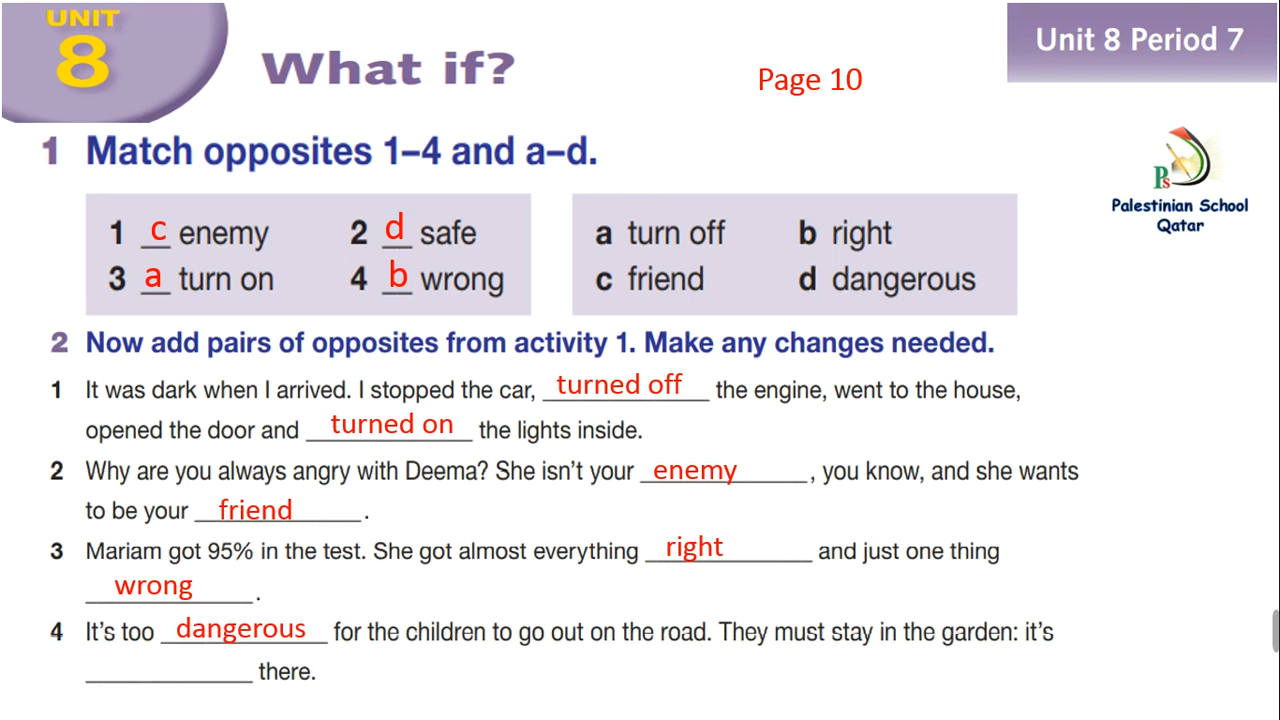 UNIT
8
What if?
Page 10
Unit 8 Period 7
Ps
Palestinian School
Qatar
1 Match opposites 1–4 and a–d.
1 c enemy 2 d safe
3 a turn on 4 b wrong
a turn off b right
c friend d dangerous
2 Now add pairs of opposites from activity 1. Make any changes needed.
1 It was dark when I arrived. I stopped the car, turned off the engine, went to the house,
opened the door and turned on the lights inside.
2 Why are you always angry with Deema? She isn't your enemy, you know, and she wants
to be your friend.
3 Mariam got 95% in the test. She got almost everything right and just one thing
wrong.
4 It's too dangerous for the children to go out on the road. They must stay in the garden: it's
____________ there.